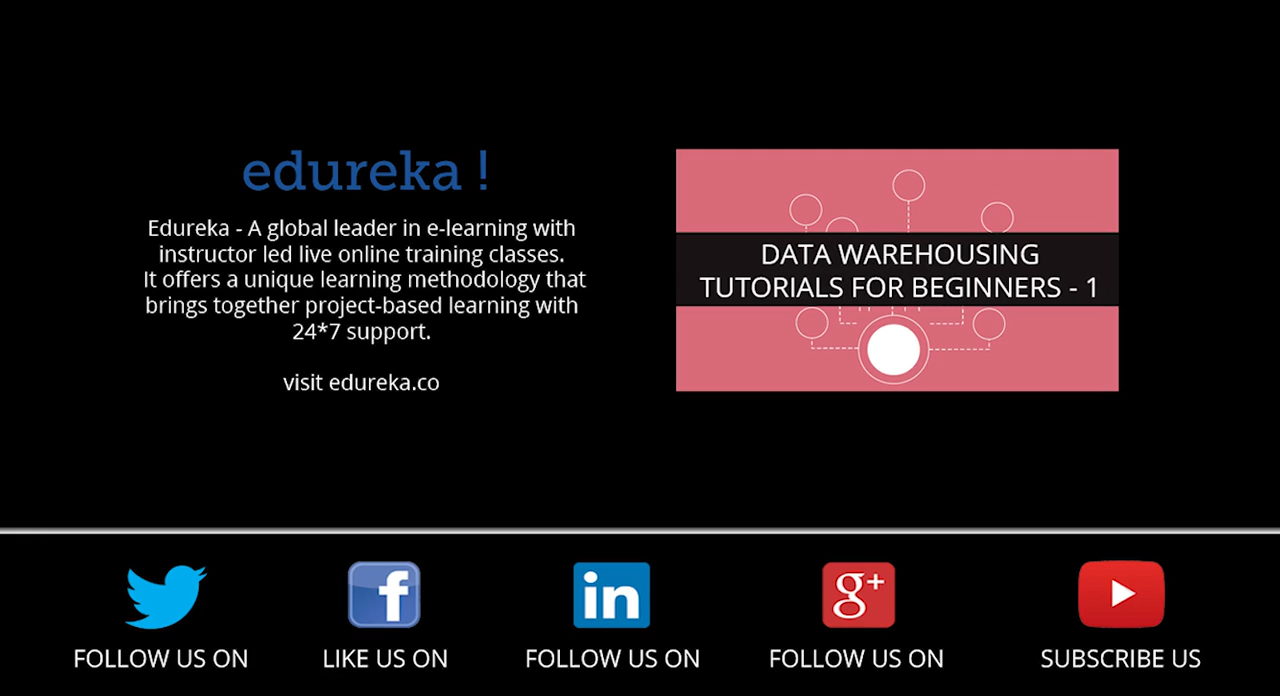 edureka !
Edureka - A global leader in e-learning with
instructor led live online training classes.
It offers a unique learning methodology that
brings together project-based learning with
24*7 support.
visit edureka.co
DATA WAREHOUSING
TUTORIALS FOR BEGINNERS - 1
f
in
g+
FOLLOW US ON
LIKE US ON
FOLLOW US ON
FOLLOW US ON
SUBSCRIBE US